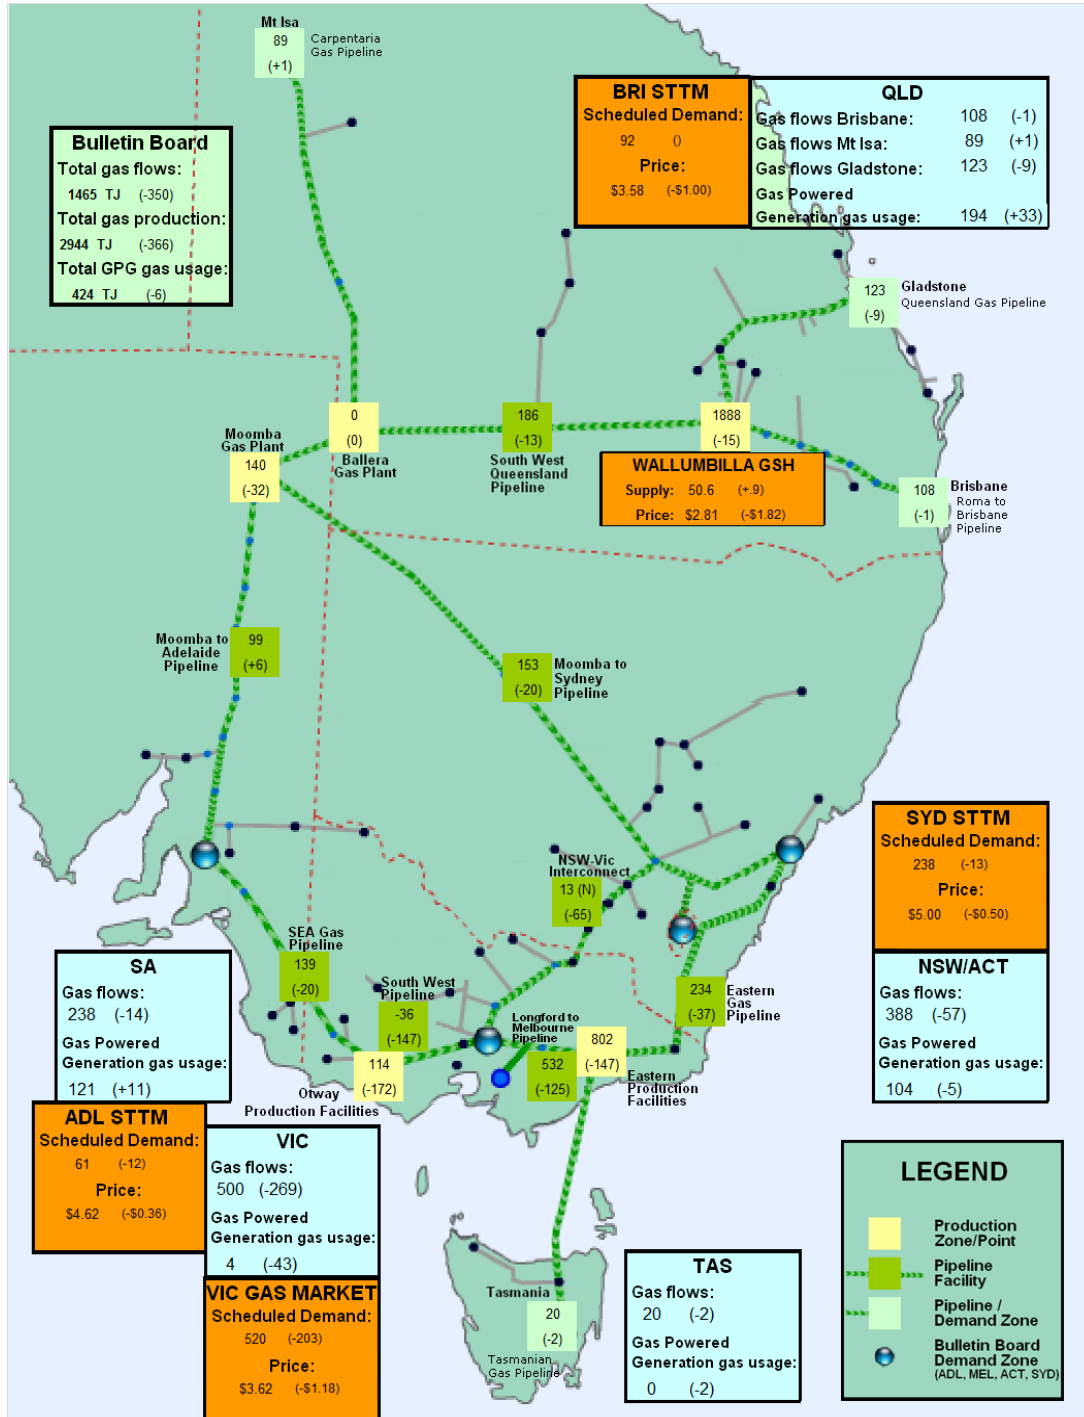 Mt Isa
89
(+1)
Carpentaria
Gas Pipeline
Bulletin Board
Total gas flows:
1465 TJ (-350)
Total gas production:
2944 TJ (-366)
Total GPG gas usage:
424 TJ (-6)
BRI STTM
Scheduled Demand:
92 ()
Price:
$3.58 (-$1.00)
QLD
Gas flows Brisbane: 108 (-1)
Gas flows Mt Isa: 89 (+1)
Gas flows Gladstone: 123 (-9)
Gas Powered
Generation gas usage: 194 (+33)
123
(-9)
Gladstone
Queensland Gas Pipeline
0
(0)
Ballera
Gas Plant
186
(-13)
South West
Queensland
Pipeline
1888
(-15)
Moomba
Gas Plant
140
(-32)
WALLUMBILLA GSH
Supply: 50.6 (+.9)
Price: $2.81 (-$1.82)
108
(-1)
Brisbane
Roma to
Brisbane
Pipeline
Moomba to
Adelaide
Pipeline
99
(+6)
153
(-20)
Moomba to
Sydney
Pipeline
SYD STTM
Scheduled Demand:
238 (-13)
Price:
$5.00 (-$0.50)
NSW-Vic
Interconnect
13 (N)
(-65)
SEA Gas
Pipeline
139
(-20)
SA
Gas flows:
238 (-14)
Gas Powered
Generation gas usage:
121 (+11)
South West
Pipeline
-36
(-147)
Longford to
Melbourne
Pipeline
532
(-125)
802
(-147)
Eastern
Production
Facilities
234
(-37)
Eastern
Gas
Pipeline
NSW/ACT
Gas flows:
388 (-57)
Gas Powered
Generation gas usage:
104 (-5)
114
(-172)
Otway
Production Facilities
ADL STTM
Scheduled Demand:
61 (-12)
Price:
$4.62 (-$0.36)
VIC
Gas flows:
500 (-269)
Gas Powered
Generation gas usage:
4 (-43)
VIC GAS MARKET
Scheduled Demand:
520 (-203)
Price:
$3.62 (-$1.18)
Tasmania
20
(-2)
Tasmanian
Gas Pipeline
TAS
Gas flows:
20 (-2)
Gas Powered
Generation gas usage:
0 (-2)
LEGEND
Production
Zone/Point
Pipeline
Facility
Pipeline /
Demand Zone
Bulletin Board
Demand Zone
(ADL, MEL, ACT, SYD)